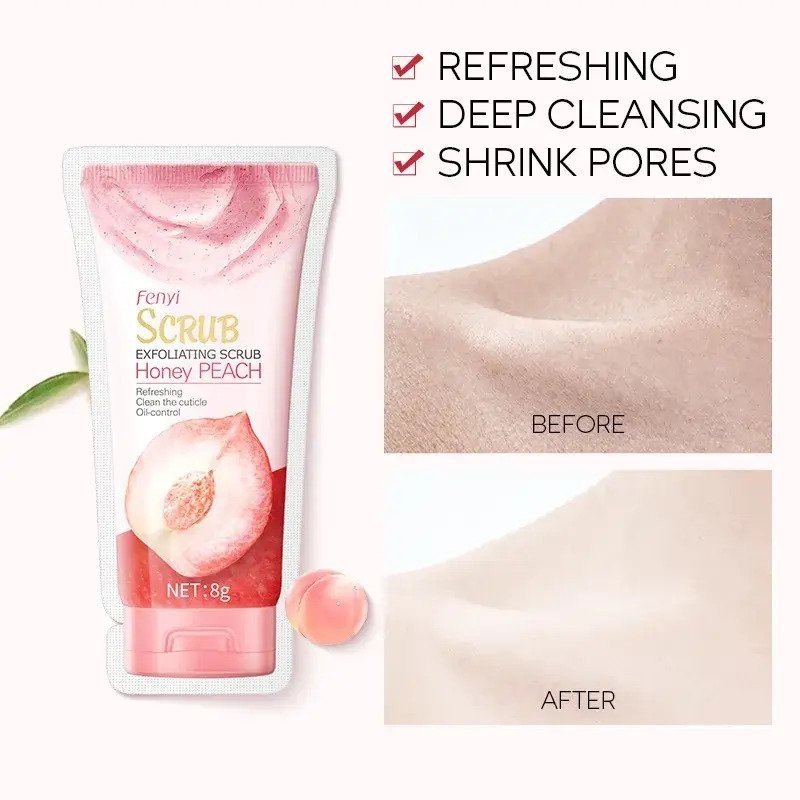 REFRESHING
DEEP CLEANSING
SHRINK PORES
Fenyi
SCRUB
EXFOLIATING SCRUB
Honey PEACH
Refreshing
Clean the cuticle
Oil-control
NET:8g
BEFORE
AFTER